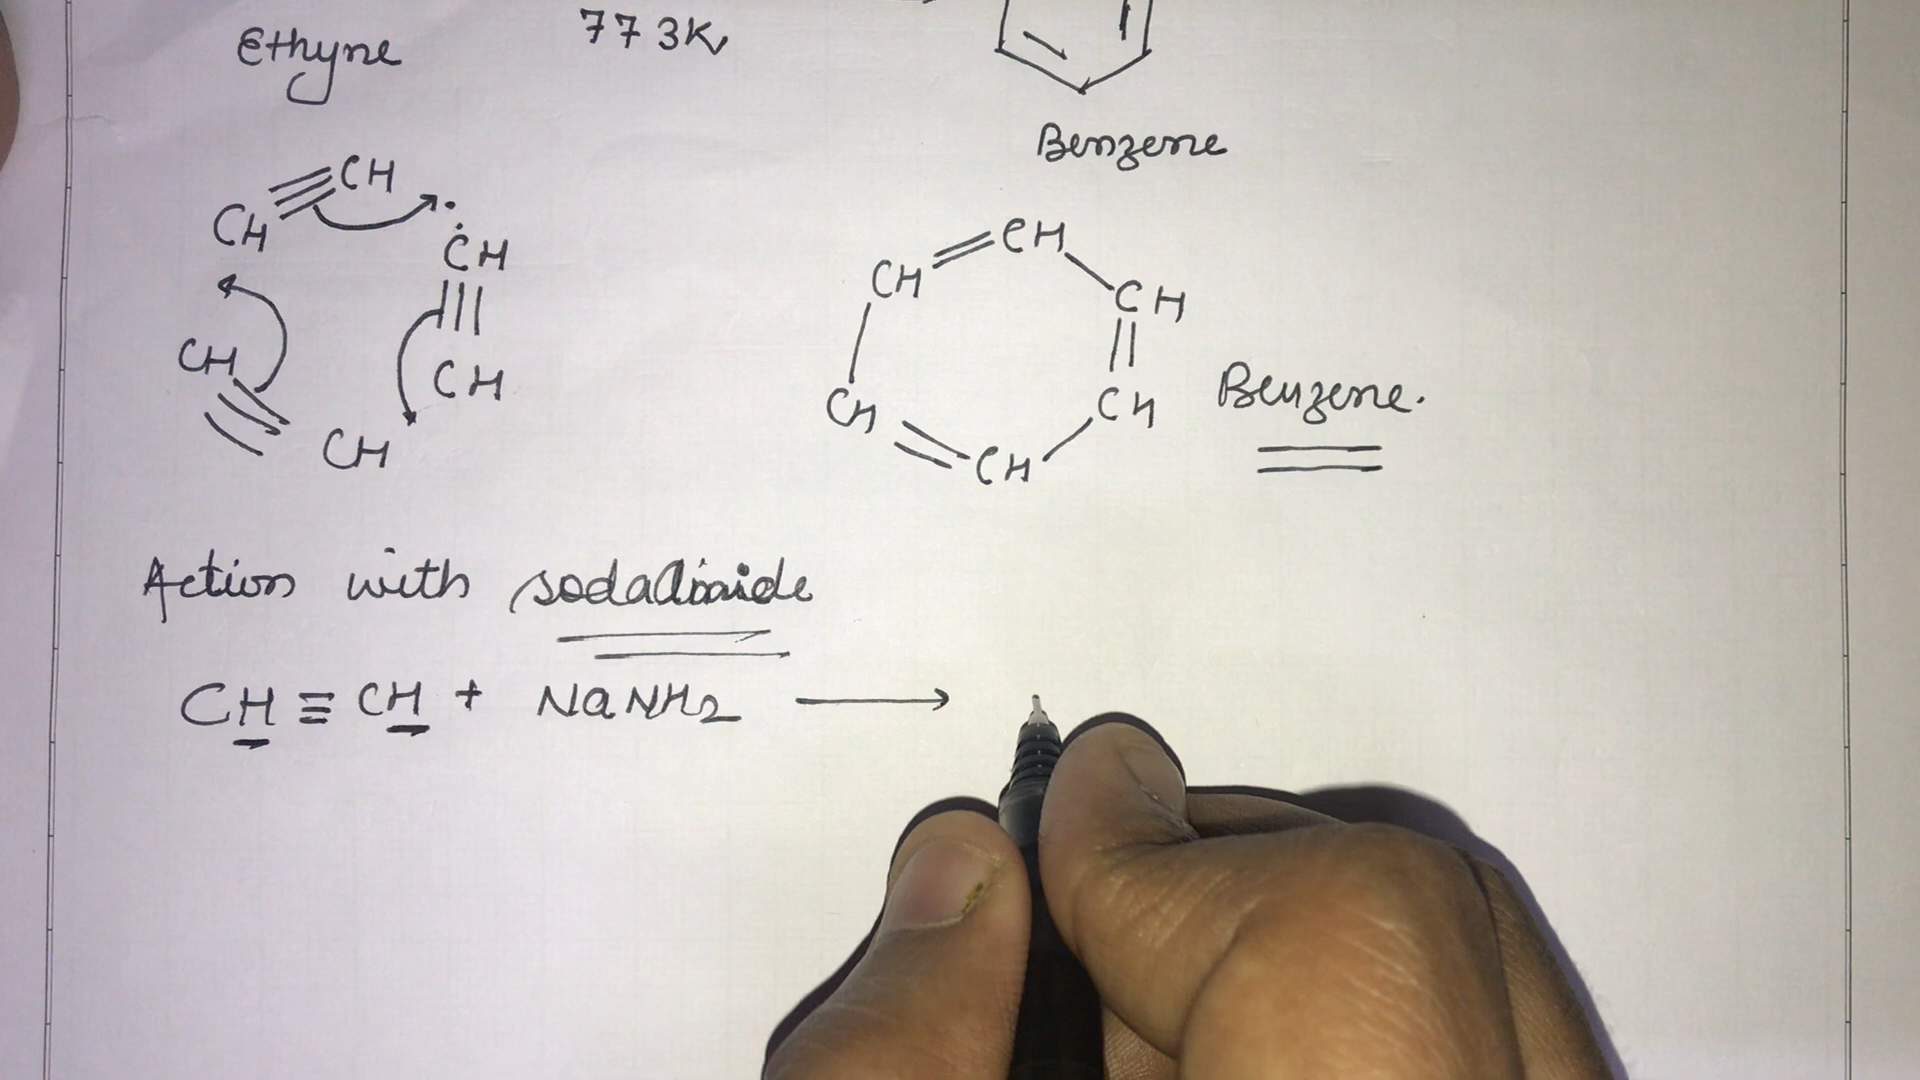 Ethyne
773K
Benzene
CH≡CH
CH
CH
CH
CH
CH=CH
CH
CH
CH=CH
Benzene.
Action with sodalimide
CH ≡ CH + NaNH2 ⟶